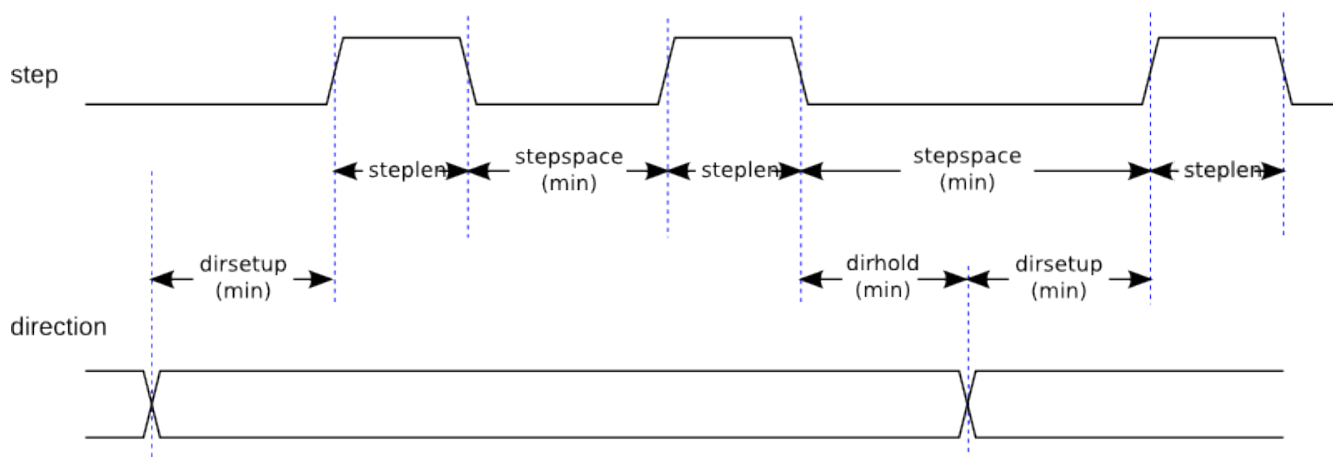 step
steplen
stepspace
(min)
steplen
stepspace
(min)
steplen
dirsetup
(min)
dirhold
(min)
dirsetup
(min)
direction